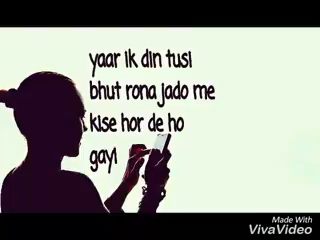 yaar ik din tusi
bhut rona jado me
kise hor de ho
gayi
Made With
VivaVideo